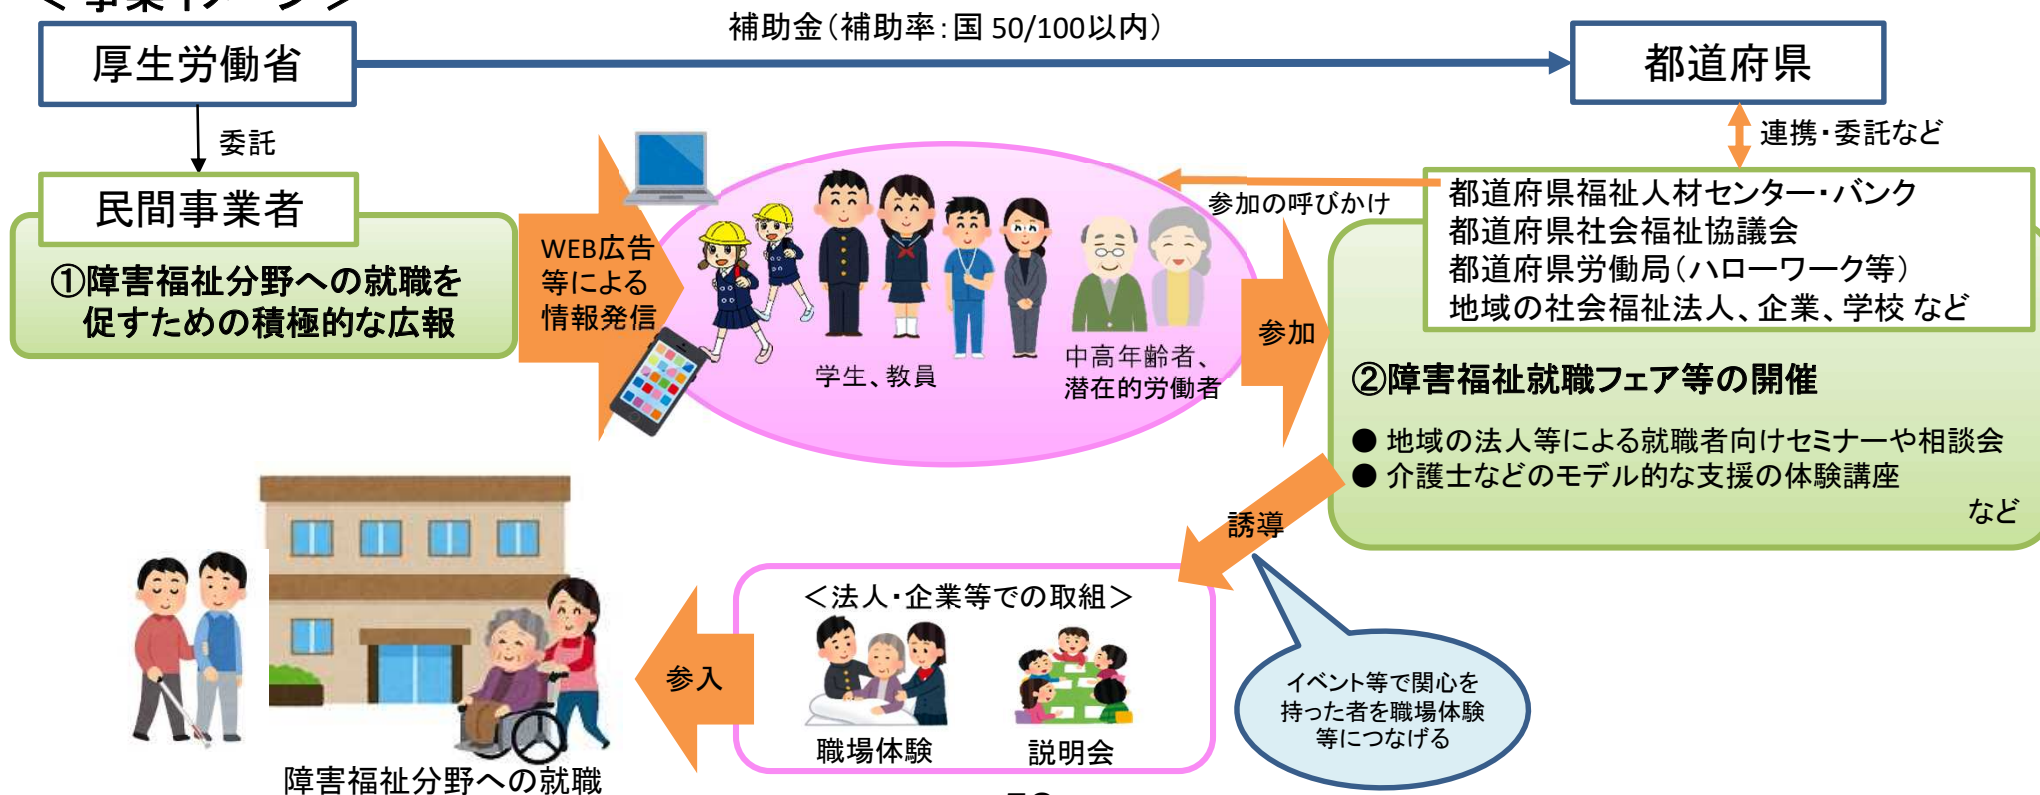 ＜事業イメージ＞
補助金（補助率：国 50/100以内）
厚生労働省
都道府県
委託
連携・委託など
民間事業者
①障害福祉分野への就職を
促すための積極的な広報
WEB広告
等による
情報発信
学生、教員
中高年齢者、
潜在的労働者
参加の呼びかけ
参加
都道府県福祉人材センター・バンク
都道府県社会福祉協議会
都道府県労働局（ハローワーク等）
地域の社会福祉法人、企業、学校 など
②障害福祉就職フェア等の開催
● 地域の法人等による就職者向けセミナーや相談会
● 介護士などのモデル的な支援の体験講座
など
誘導
イベント等で関心を
持った者を職場体験
等につなげる
＜法人・企業等での取組＞
職場体験
説明会
参入
障害福祉分野への就職